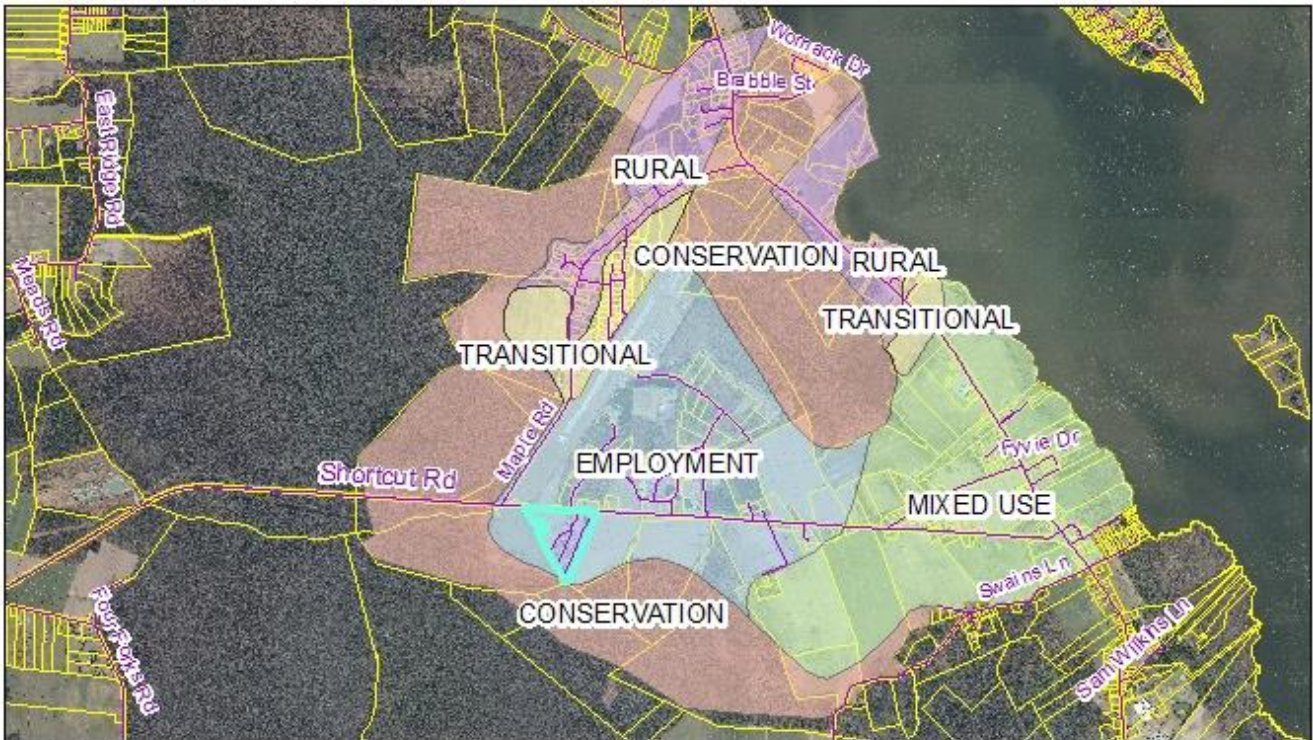 Worrack Dr
Brabble St
East Ridge Rd
RURAL
CONSERVATION
RURAL
Meads Rd
TRANSITIONAL
TRANSITIONAL
Maple Rd
Fyvie Dr
EMPLOYMENT
Shortcut Rd
MIXED USE
Swains Ln
CONSERVATION
Four Forks Rd
Sam Wilkins Ln